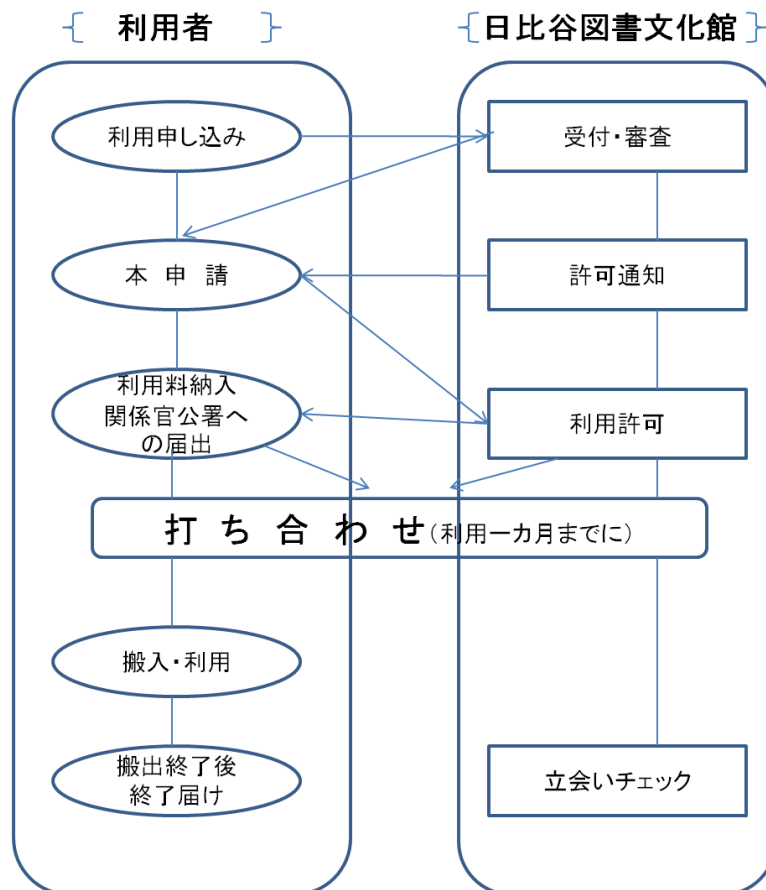 利用者
日比谷図書文化館
利用申し込み
受付・審査
本 申 請
許可通知
利用料納入
関係官公署へ
の届出
利用許可
打 ち 合 わ せ(利用一カ月までに)
搬入・利用
搬出終了後
終了届け
立会いチェック